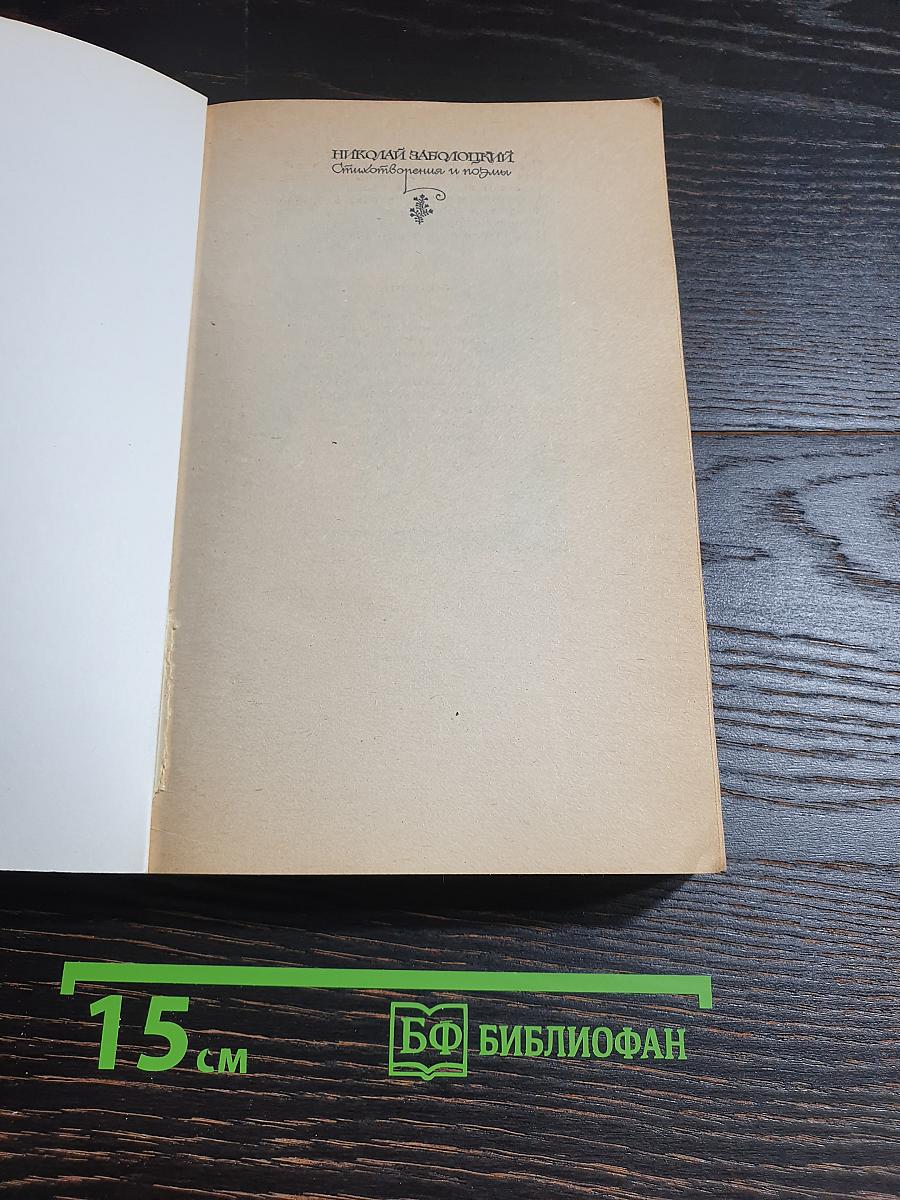 НИКОЛАЙ ЗАБОЛОЦКИЙ
Стихотворения и поэмы
15 см
БФ БИБЛИОФАН